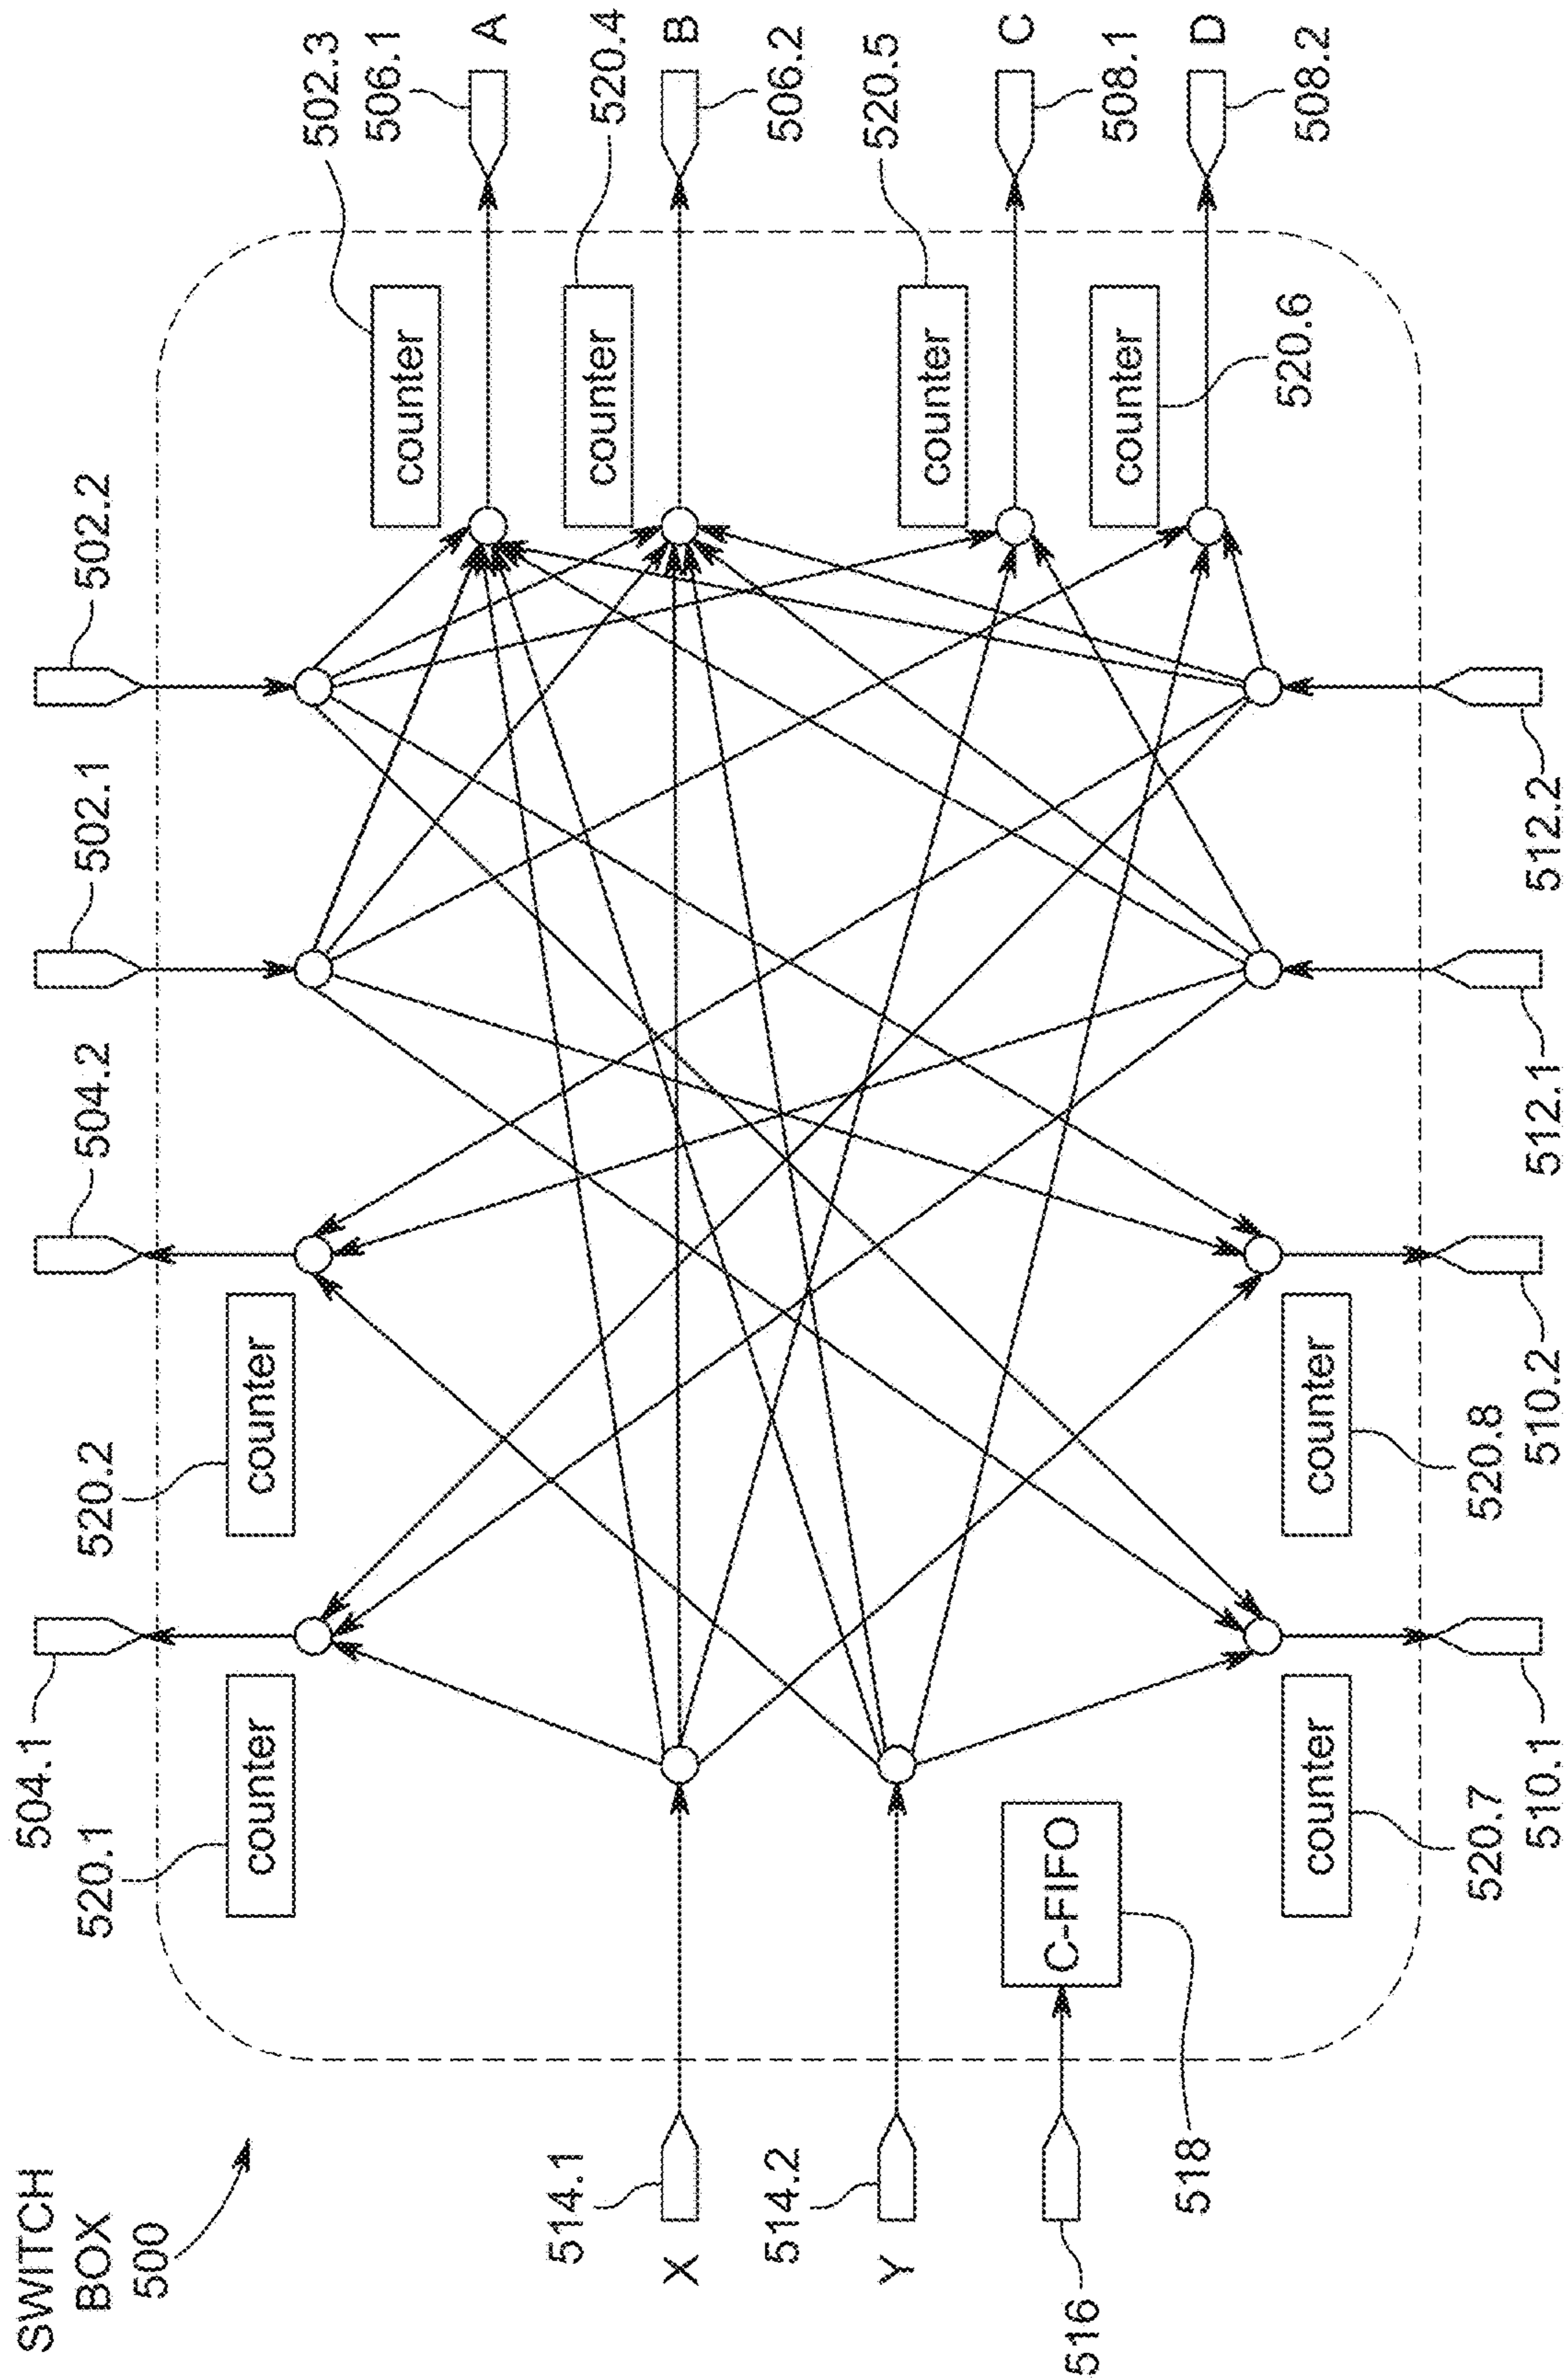 SWITCH
BOX
500
504.1
520.1
520.2
504.2
502.1
502.2
counter
counter
502.3
506.1
A
counter
520.4
B
counter
506.2
514.1
X
514.2
Y
516
C-FIFO
518
520.5
C
counter
508.1
D
counter
508.2
520.6
counter
counter
520.7
510.1
520.8
510.2
512.1
512.2